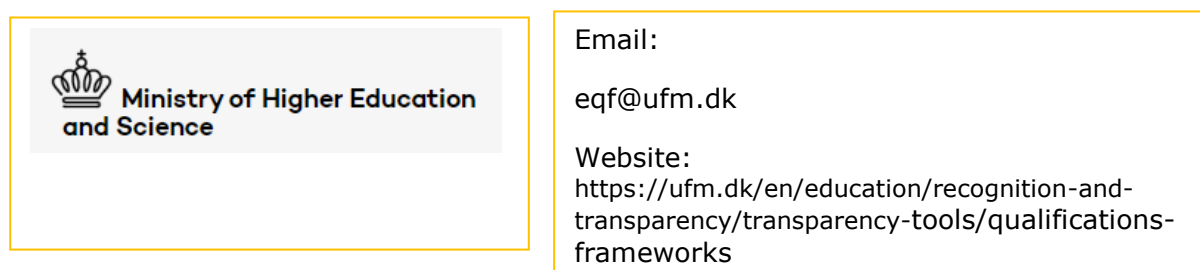 Ministry of Higher Education
and Science
Email:
eqf@ufm.dk
Website:
https://ufm.dk/en/education/recognition-and-
transparency/transparency-tools/qualifications-
frameworks